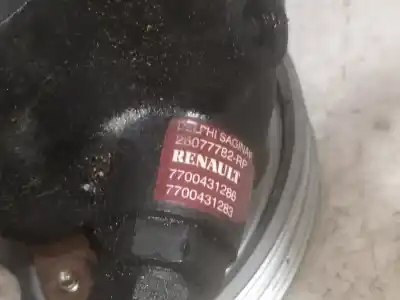 DELPHI SAGINAW
26077782-RP
RENAULT
7700431286
7700431283